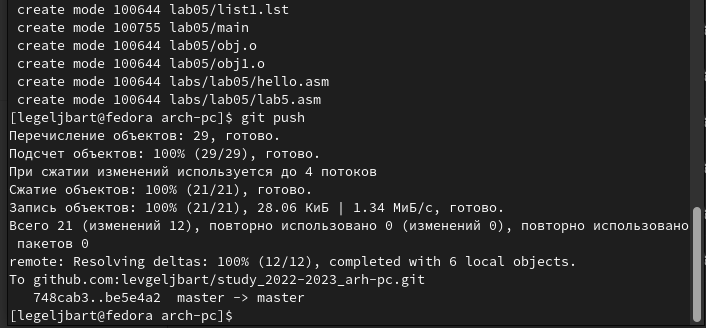 create mode 100644 lab05/list1.lst
create mode 100755 lab05/main
create mode 100644 lab05/obj.o
create mode 100644 lab05/obj1.o
create mode 100644 labs/lab05/hello.asm
create mode 100644 labs/lab05/lab5.asm
[legeljbart@fedora arch-pc]$ git push
Перечисление объектов: 29, готово.
Подсчет объектов: 100% (29/29), готово.
При сжатии изменений используется до 4 потоков
Сжатие объектов: 100% (21/21), готово.
Запись объектов: 100% (21/21), 28.06 КиБ | 1.34 МиБ/с, готово.
Всего 21 (изменений 12), повторно использовано 0 (изменений 0), повторно использовано
пакетов 0
remote: Resolving deltas: 100% (12/12), completed with 6 local objects.
To github.com:levgeljbart/study_2022-2023_arh-pc.git
748cab3..be5e4a2  master -> master
[legeljbart@fedora arch-pc]$